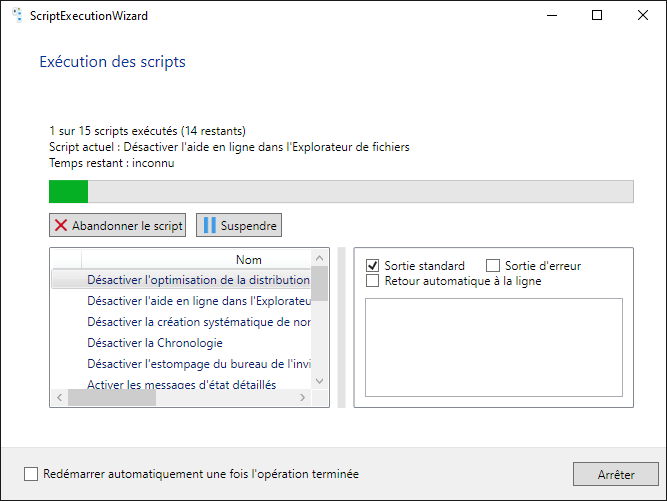 ScriptExecutionWizard
Exécution des scripts
1 sur 15 scripts exécutés (14 restants)
Script actuel : Désactiver l'aide en ligne dans l'Explorateur de fichiers
Temps restant : inconnu
Abandonner le script
Suspendre
Nom
Désactiver l'optimisation de la distribution
Désactiver l'aide en ligne dans l'Explorateu
Désactiver la création systématique de nor
Désactiver la Chronologie
Désactiver l'estompage du bureau de l'invi
Activer les messages d'état détaillés
Sortie standard
Sortie d'erreur
Retour automatique à la ligne
Redémarrer automatiquement une fois l'opération terminée
Arrêter